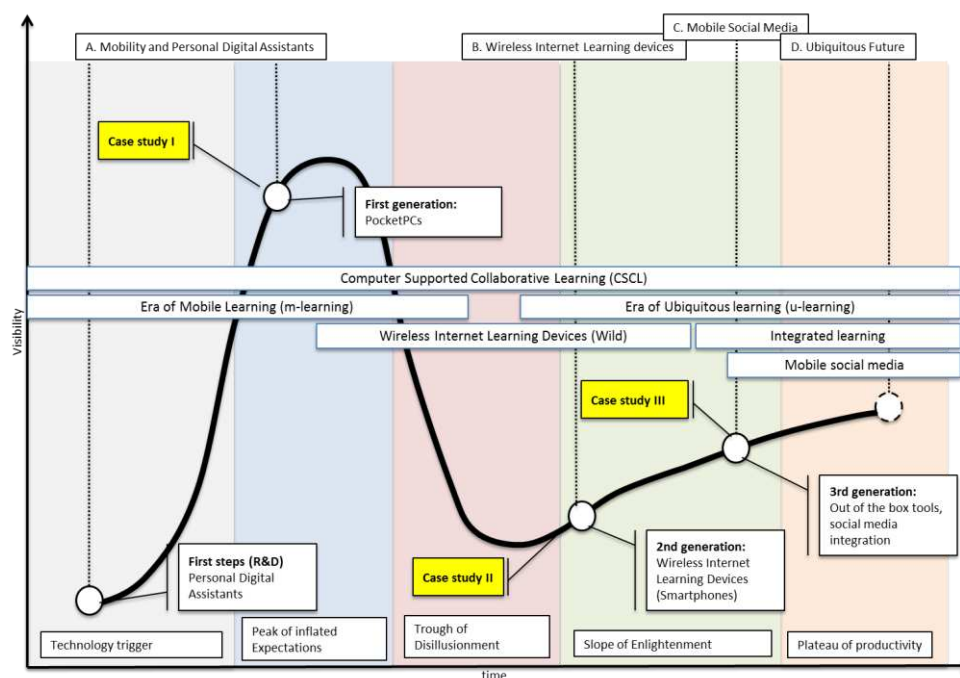 C. Mobile Social Media
A. Mobility and Personal Digital Assistants
B. Wireless Internet Learning devices
D. Ubiquitous Future
Case study I
First generation:
PocketPCs
Computer Supported Collaborative Learning (CSCL)
Era of Mobile Learning (m-learning)
Era of Ubiquitous learning (u-learning)
Visibility
Wireless Internet Learning Devices (Wild)
Integrated learning
Mobile social media
Case study III
3rd generation:
Out of the box tools,
social media
integration
First steps (R&D)
Personal Digital
Assistants
2nd generation:
Wireless Internet
Learning Devices
(Smartphones)
Case study II
Technology trigger
Peak of inflated
Expectations
Trough of
Disillusionment
Slope of Enlightenment
Plateau of productivity
time